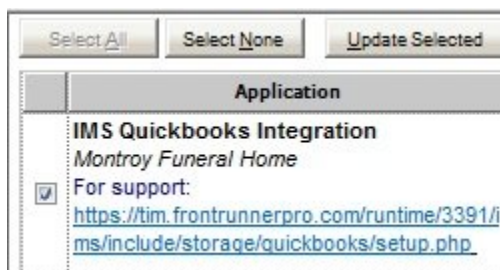 Select All Select None Update Selected
Application
IMS Quickbooks Integration
Montroy Funeral Home
For support:
https://tim.frontrunnerpro.com/runtime/3391/i
ms/include/storage/quickbooks/setup.php